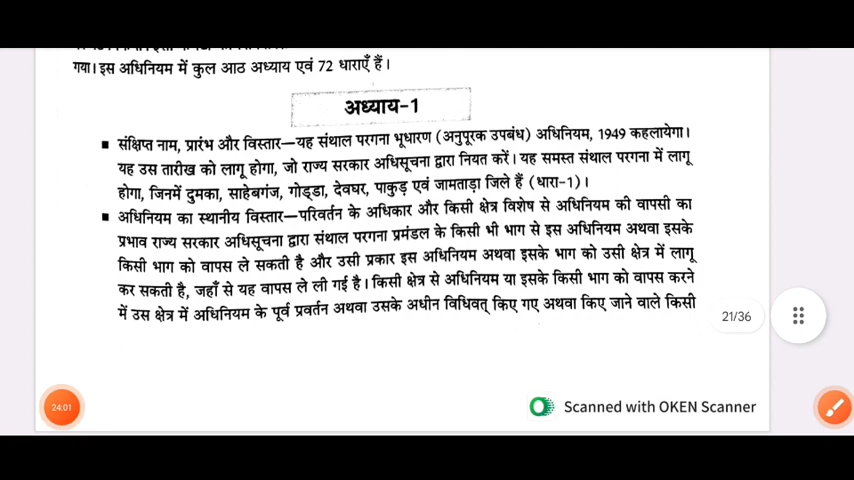 गया। इस अधिनियम में कुल आठ अध्याय एवं 72 धाराएँ हैं।
अध्याय-1
■ संक्षिप्त नाम, प्रारंभ और विस्तार—यह संथाल परगना भूधारण (अनुपूरक उपबंध) अधिनियम, 1949 कहलायेगा।
यह उस तारीख को लागू होगा, जो राज्य सरकार अधिसूचना द्वारा नियत करें। यह समस्त संथाल परगना में लागू
होगा, जिनमें दुमका, साहेबगंज, गोड्डा, देवघर, पाकुड़ एवं जामताड़ा जिले हैं (धारा-1)।
■ अधिनियम का स्थानीय विस्तार—परिवर्तन के अधिकार और किसी क्षेत्र विशेष से अधिनियम की वापसी का
प्रभाव राज्य सरकार अधिसूचना द्वारा संथाल परगना प्रमंडल के किसी भी भाग से इस अधिनियम अथवा इसके
किसी भाग को वापस ले सकती है और उसी प्रकार इस अधिनियम अथवा इसके भाग को उसी क्षेत्र में लागू
कर सकती है, जहाँ से यह वापस ले ली गई है। किसी क्षेत्र से अधिनियम या इसके किसी भाग को वापस करने
में उस क्षेत्र में अधिनियम के पूर्व प्रवर्तन अथवा उसके अधीन विधिवत् किए गए अथवा किए जाने वाले किसी
21/36
24:01
Scanned with OKEN Scanner